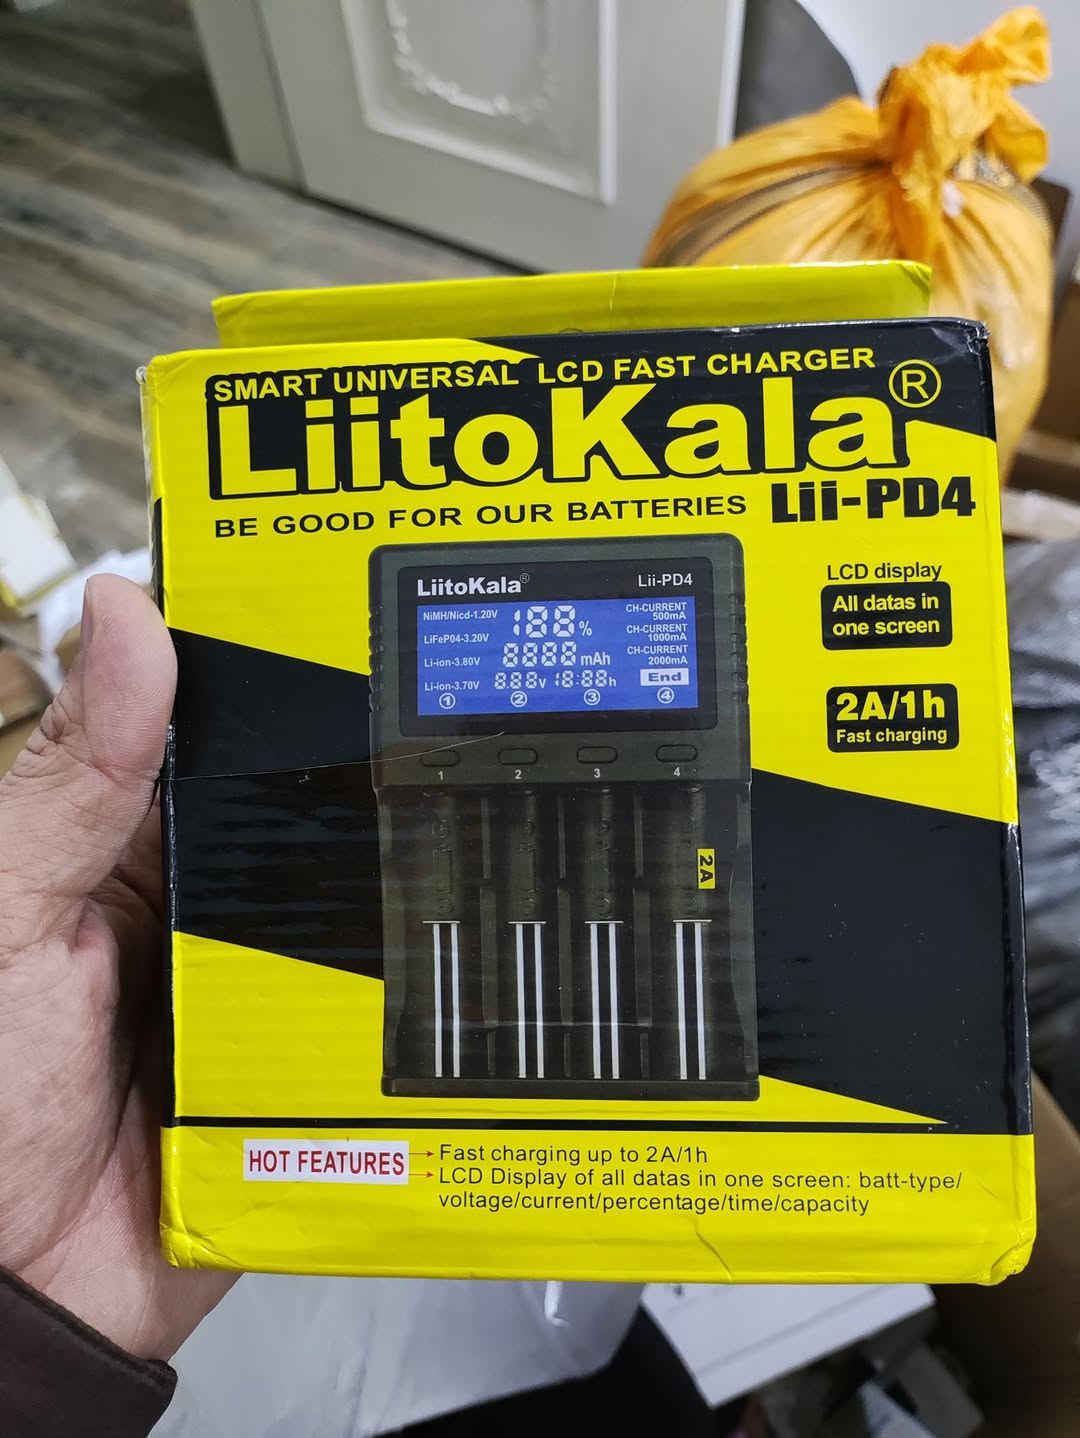 SMART UNIVERSAL LCD FAST CHARGER
LiitoKala®
BE GOOD FOR OUR BATTERIES
Lii-PD4
LiitoKala®
Lii-PD4
NiMH/Nicd-1.20V
LiFeP04-3.20V
Li-ion-3.80V
Li-ion-3.70V
188%
8888mAh
8.88V 18:88h
CH-CURRENT
500mA
CH-CURRENT
1000mA
CH-CURRENT
2000mA
End
① ② ③ ④
1 2 3 4
2A
LCD display
All datas in
one screen
2A/1h
Fast charging
HOT FEATURES
Fast charging up to 2A/1h
LCD Display of all datas in one screen: batt-type/
voltage/current/percentage/time/capacity